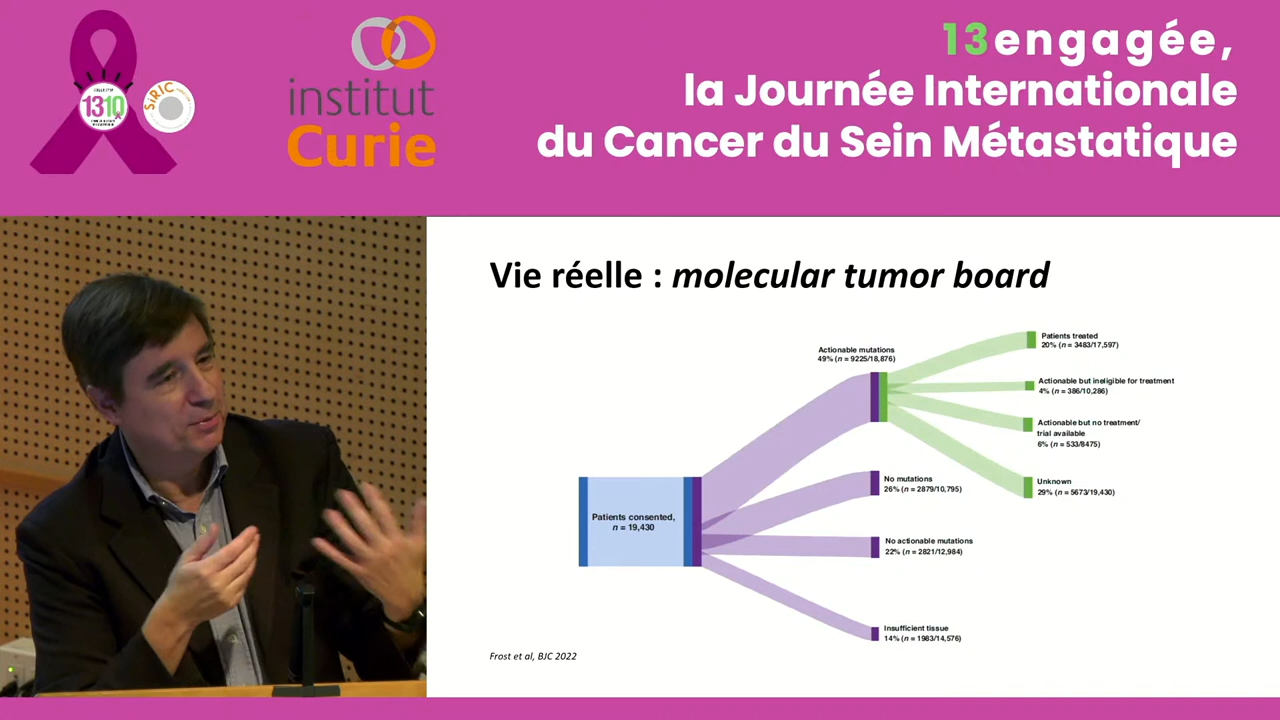 1310
SiRIC
institut
Curie
13engagée,
la Journée Internationale
du Cancer du Sein Métastatique
Vie réelle : molecular tumor board
Actionable mutations
49% (n = 9225/18,876)
Patients treated
20% (n = 3483/17,597)
Actionable but ineligible for treatment
4% (n = 386/10,286)
Actionable but no treatment/
trial available
6% (n = 533/8475)
Unknown
29% (n = 5673/19,430)
No mutations
26% (n = 2879/10,795)
Patients consented,
n = 19,430
No actionable mutations
22% (n = 2821/12,984)
Insufficient tissue
14% (n = 1983/14,576)
Frost et al, BJC 2022